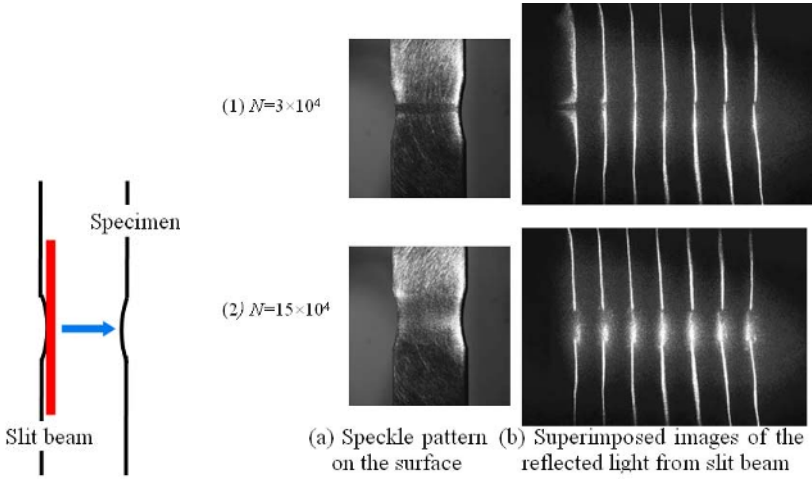 (1) N=3×10⁴
Specimen
(2) N=15×10⁴
Slit beam
(a) Speckle pattern
on the surface
(b) Superimposed images of the
reflected light from slit beam